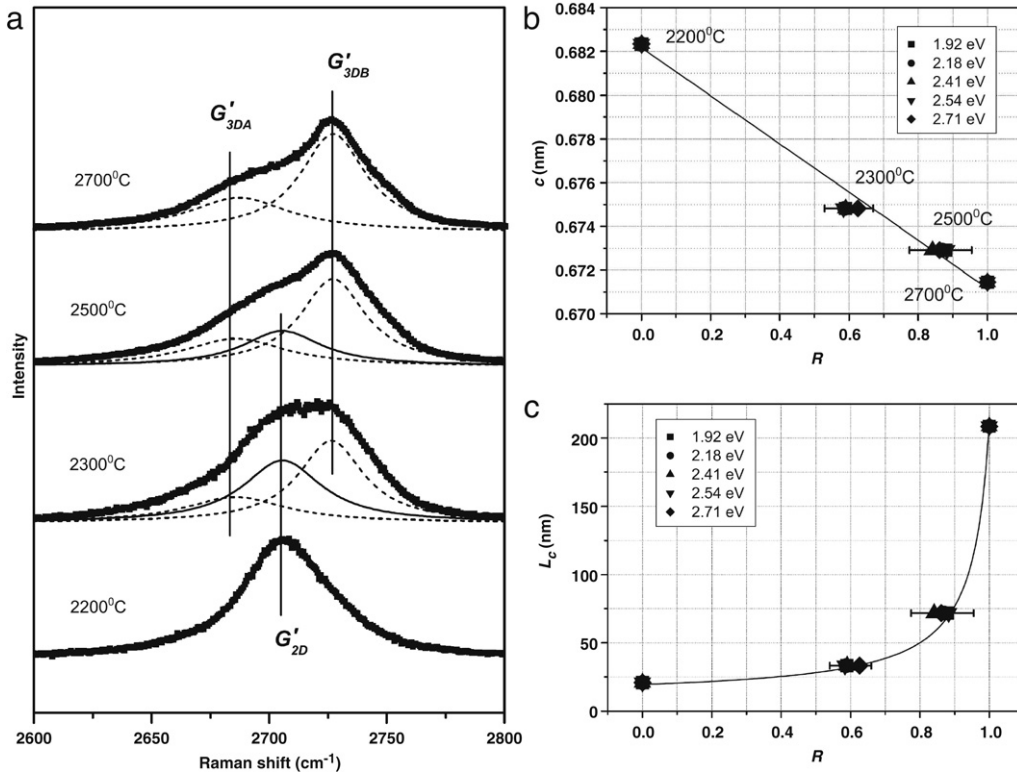 a
G'3DB
G'3DA
2700⁰C
2500⁰C
2300⁰C
2200⁰C
G'2D
Intensity
2600 2650 2700 2750 2800
Raman shift (cm⁻¹)
b
0.684
0.682
0.680
0.678
0.676
0.674
0.672
0.670
c (nm)
2200⁰C
2300⁰C
2500⁰C
2700⁰C
1.92 eV
2.18 eV
2.41 eV
2.54 eV
2.71 eV
0.0 0.2 0.4 0.6 0.8 1.0
R
c
200
150
100
50
0
Lc (nm)
1.92 eV
2.18 eV
2.41 eV
2.54 eV
2.71 eV
0.0 0.2 0.4 0.6 0.8 1.0
R